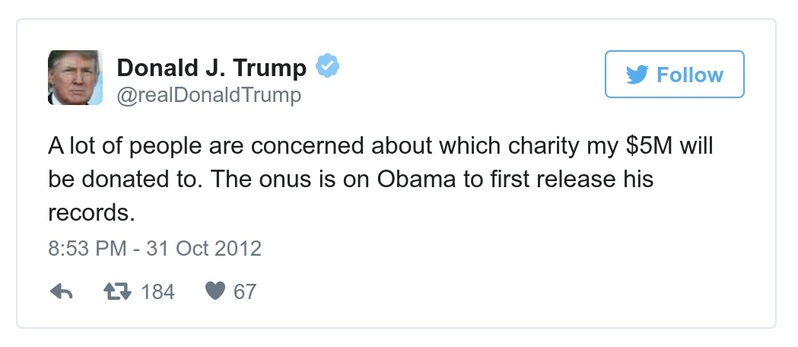 Donald J. Trump
@realDonaldTrump
Follow
A lot of people are concerned about which charity my $5M will
be donated to. The onus is on Obama to first release his
records.
8:53 PM - 31 Oct 2012
184 67